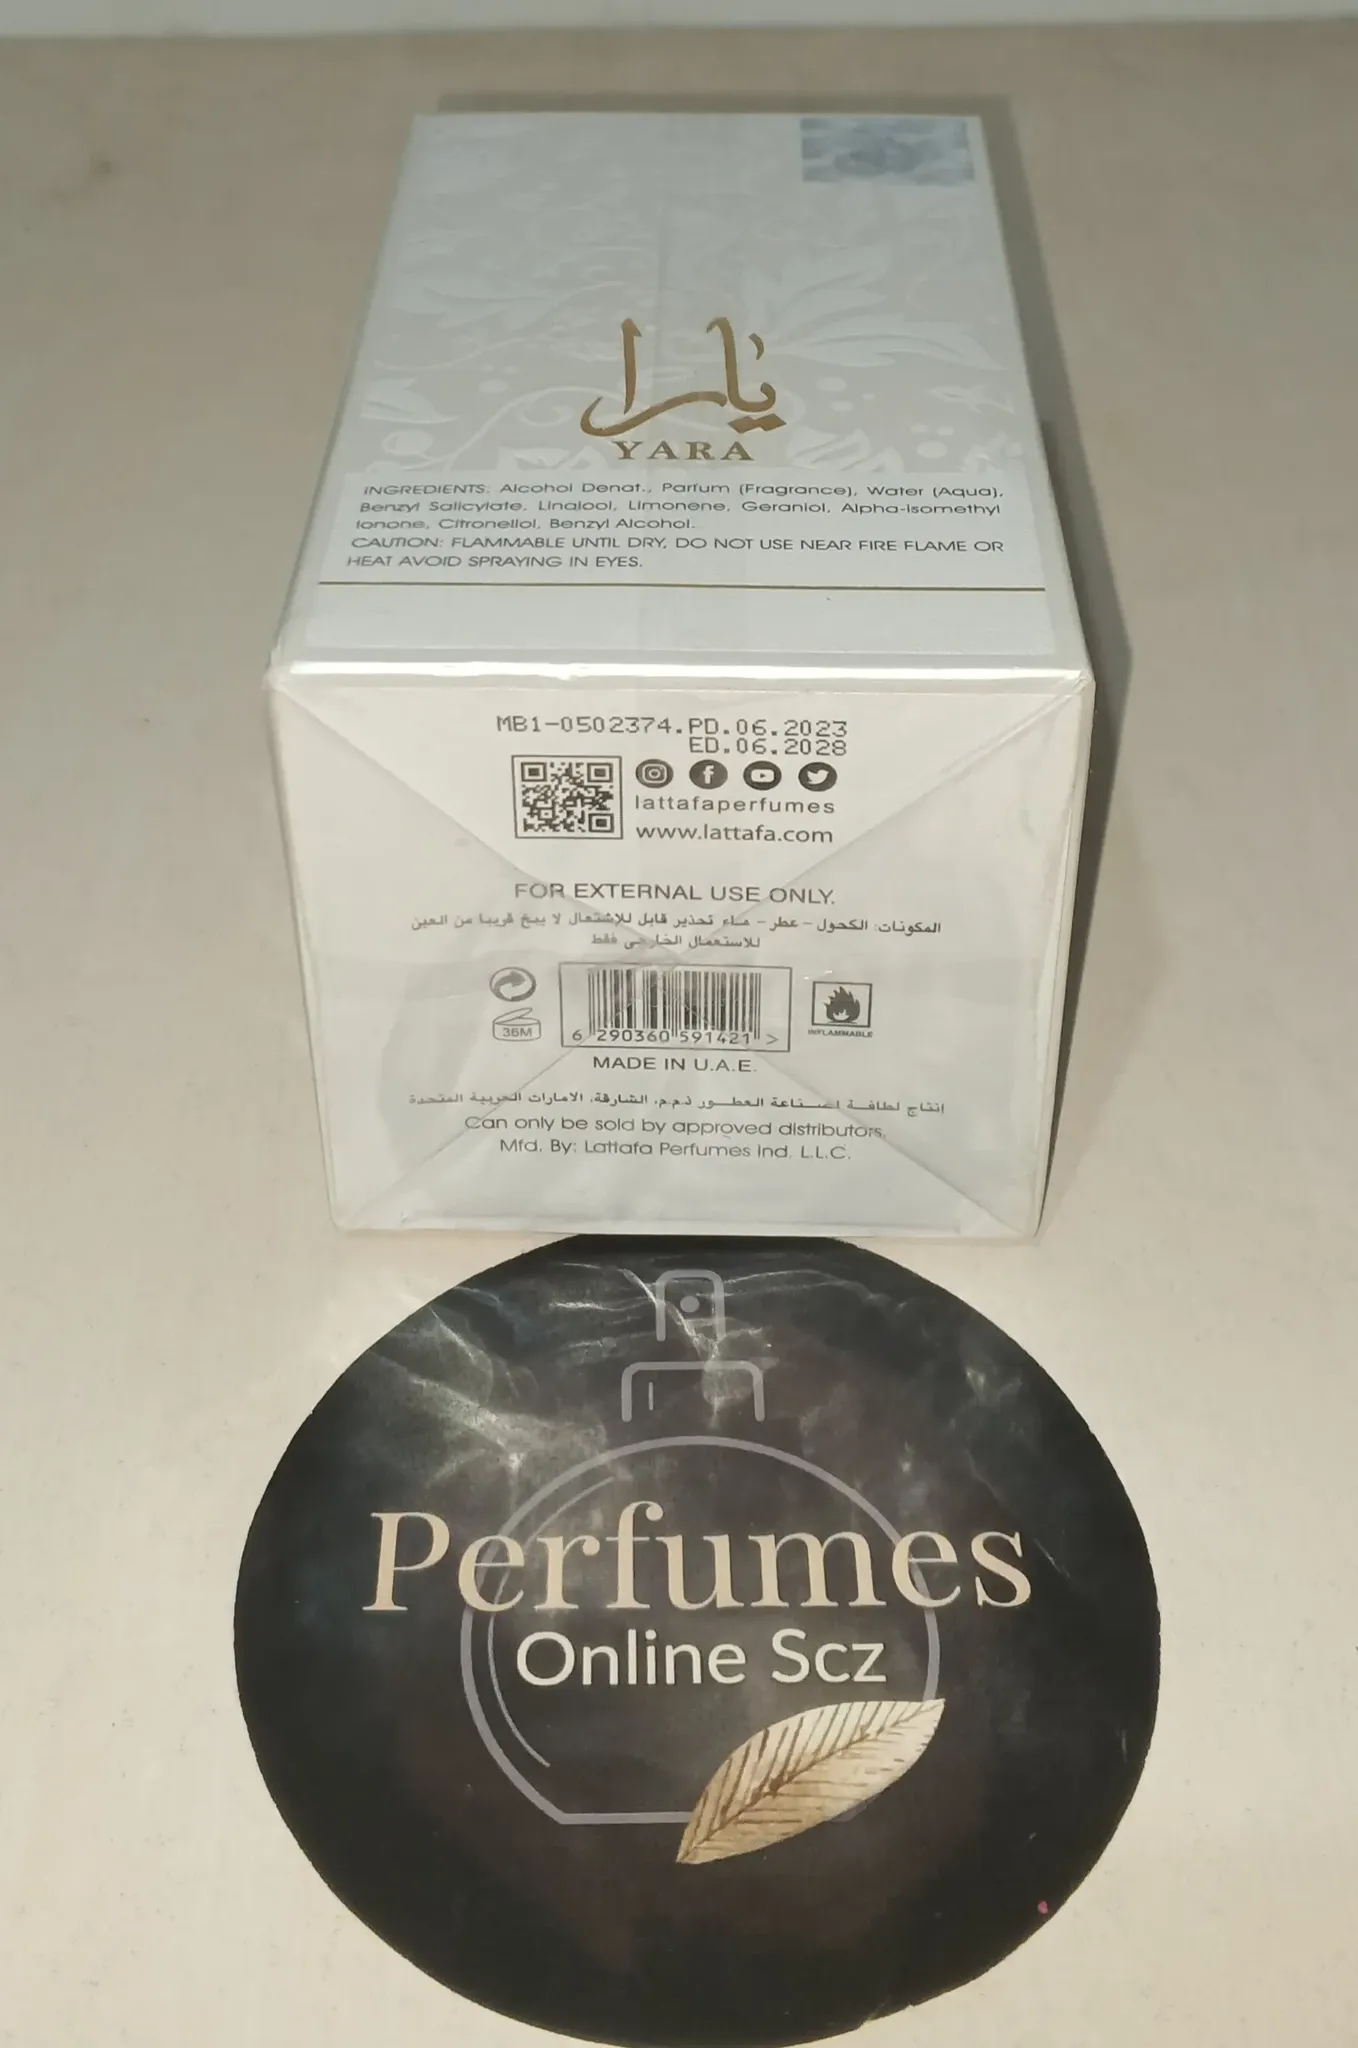 يارا
YARA
INGREDIENTS: Alcohol Denat., Parfum (Fragrance), Water (Aqua),
Benzyl Salicylate, Linalool, Limonene, Geraniol, Alpha-isomethyl
Ionone, Citronellol, Benzyl Alcohol.
CAUTION: FLAMMABLE UNTIL DRY, DO NOT USE NEAR FIRE FLAME OR
HEAT AVOID SPRAYING IN EYES.
MB1-0502374.PD.06.2023
ED.06.2028
lattafaperfumes
www.lattafa.com
FOR EXTERNAL USE ONLY.
المكونات: الكحول - عطر - ماء تحذير قابل للإشتعال لا يبخ قريبا من العين
للاستعمال الخارجي فقط
36M
6 290360 591421 >
INFLAMMABLE
MADE IN U.A.E.
إنتاج لطافة لصناعة العطور ذ.م.م. الشارقة، الامارات العربية المتحدة
Can only be sold by approved distributors.
Mfd. By: Lattafa Perfumes Ind. L.L.C.
Perfumes
Online Scz